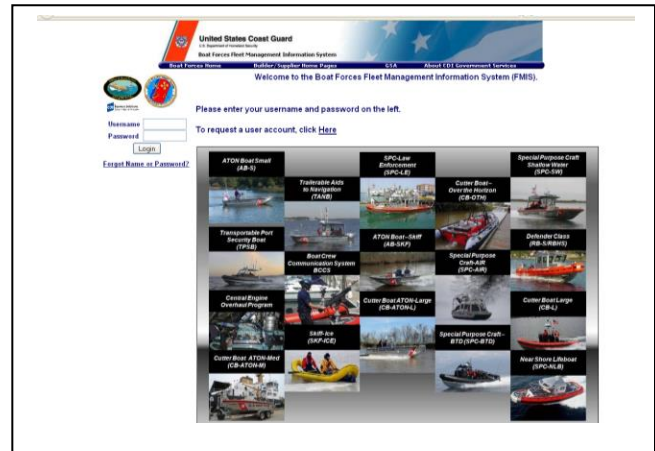 United States Coast Guard
U.S. Department of Homeland Security
Boat Forces Fleet Management Information System
Boat Forces Home Builder/Supplier Home Pages GSA About CDI Government Services
Welcome to the Boat Forces Fleet Management Information System (FMIS).
Please enter your username and password on the left.
Username
Password
Login
To request a user account, click Here
Forgot Name or Password?
ATON Boat Small
(AB-S)
Trailerable Aids
to Navigation
(TANB)
SPC-Law
Enforcement
(SPC-LE)
Cutter Boat–
Over the Horizon
(CB-OTH)
Special Purpose Craft
Shallow Water
(SPC-SW)
Transportable Port
Security Boat
(TPSB)
Boat Crew
Communication System
BCCS
ATON Boat–Skiff
(AB-SKF)
Special Purpose
Craft-AIR
(SPC-AIR)
Defender Class
(RB-S/RBHS)
Central Engine
Overhaul Program
Skiff-Ice
(SKF-ICE)
Cutter Boat ATON-Large
(CB-ATON-L)
Special Purpose Craft–
BTD (SPC-BTD)
Cutter Boat Large
(CB-L)
Cutter Boat ATON-Med
(CB-ATON-M)
Near Shore Lifeboat
(SPC-NLB)